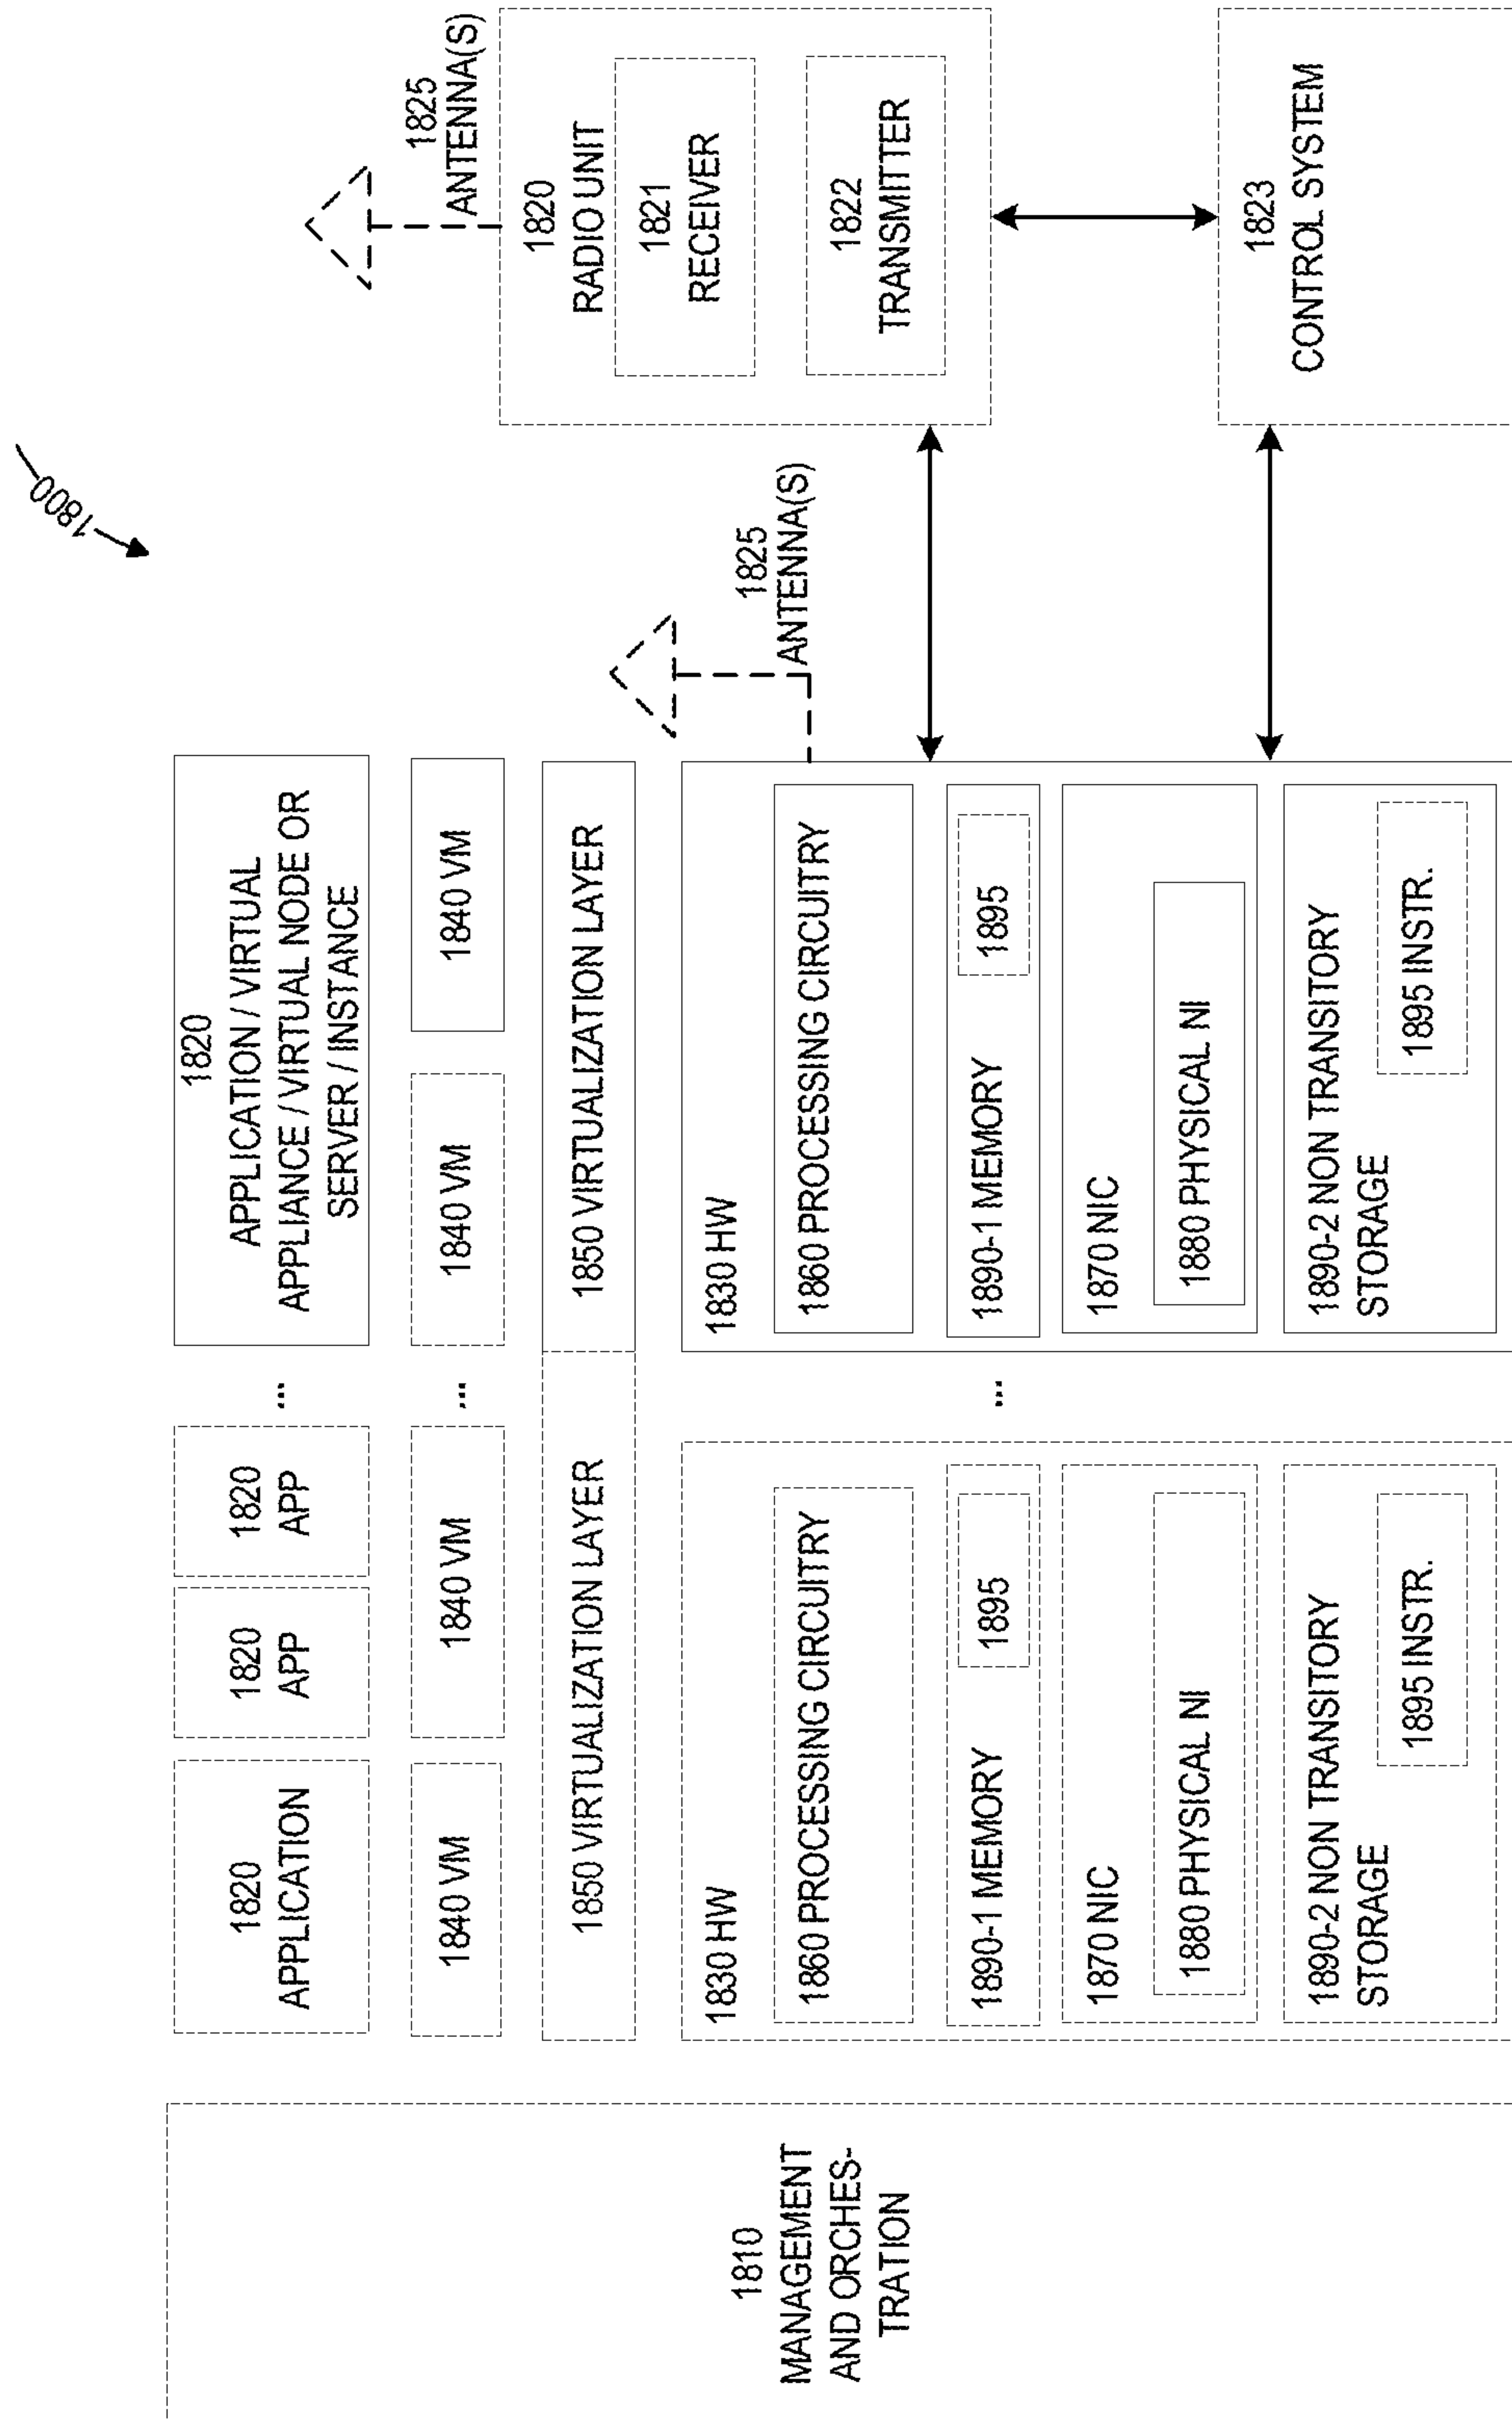 1800
1810
MANAGEMENT
AND ORCHES-
TRATION
1820
APPLICATION
1820
APP
1820
APP
...
1820
APPLICATION / VIRTUAL
APPLIANCE / VIRTUAL NODE OR
SERVER / INSTANCE
1840 VM
1840 VM
...
1840 VM
1840 VM
1850 VIRTUALIZATION LAYER
1850 VIRTUALIZATION LAYER
1830 HW
1860 PROCESSING CIRCUITRY
1890-1 MEMORY
1895
1870 NIC
1880 PHYSICAL NI
1890-2 NON TRANSITORY
STORAGE
1895 INSTR.
...
1830 HW
1860 PROCESSING CIRCUITRY
1890-1 MEMORY
1895
1870 NIC
1880 PHYSICAL NI
1890-2 NON TRANSITORY
STORAGE
1895 INSTR.
1825
ANTENNA(S)
1825
ANTENNA(S)
1820
RADIO UNIT
1821
RECEIVER
1822
TRANSMITTER
1823
CONTROL SYSTEM